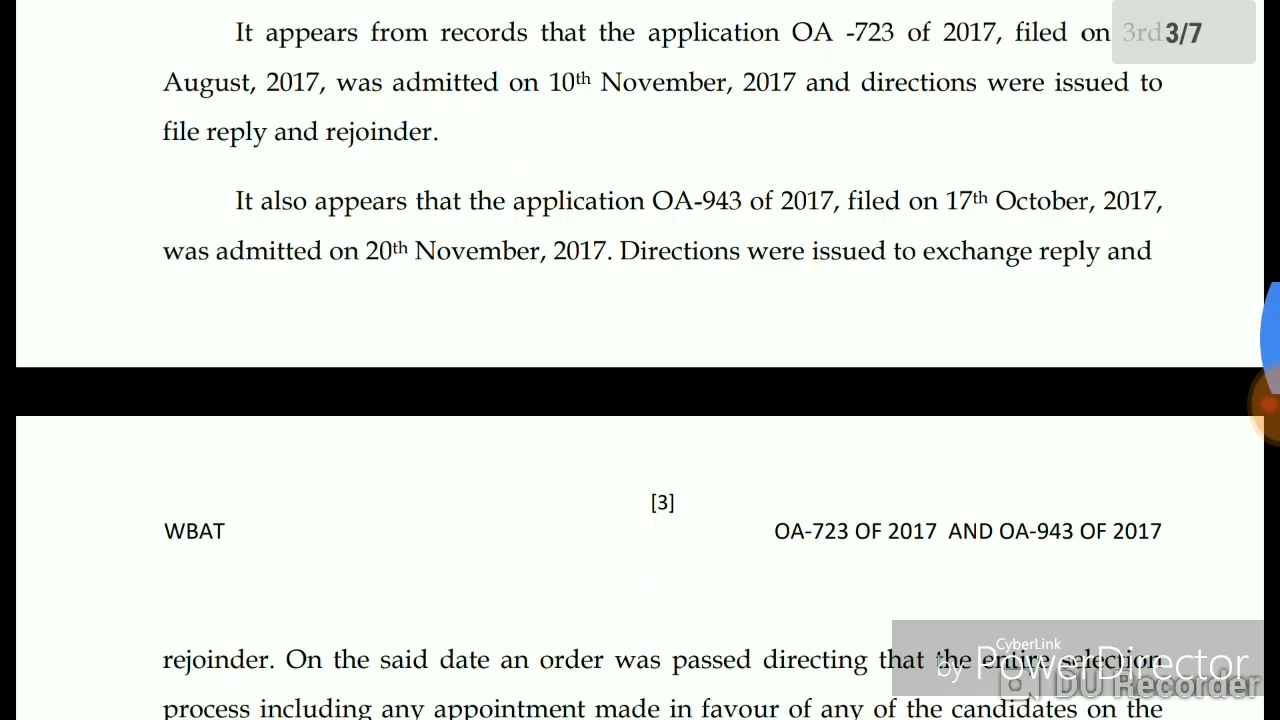 It appears from records that the application OA -723 of 2017, filed on 3rd
3/7
August, 2017, was admitted on 10th November, 2017 and directions were issued to
file reply and rejoinder.
It also appears that the application OA-943 of 2017, filed on 17th October, 2017,
was admitted on 20th November, 2017. Directions were issued to exchange reply and
[3]
WBAT OA-723 OF 2017 AND OA-943 OF 2017
rejoinder. On the said date an order was passed directing that the entire selection
CyberLink
by PowerDirector
DU Recorder
process including any appointment made in favour of any of the candidates on the